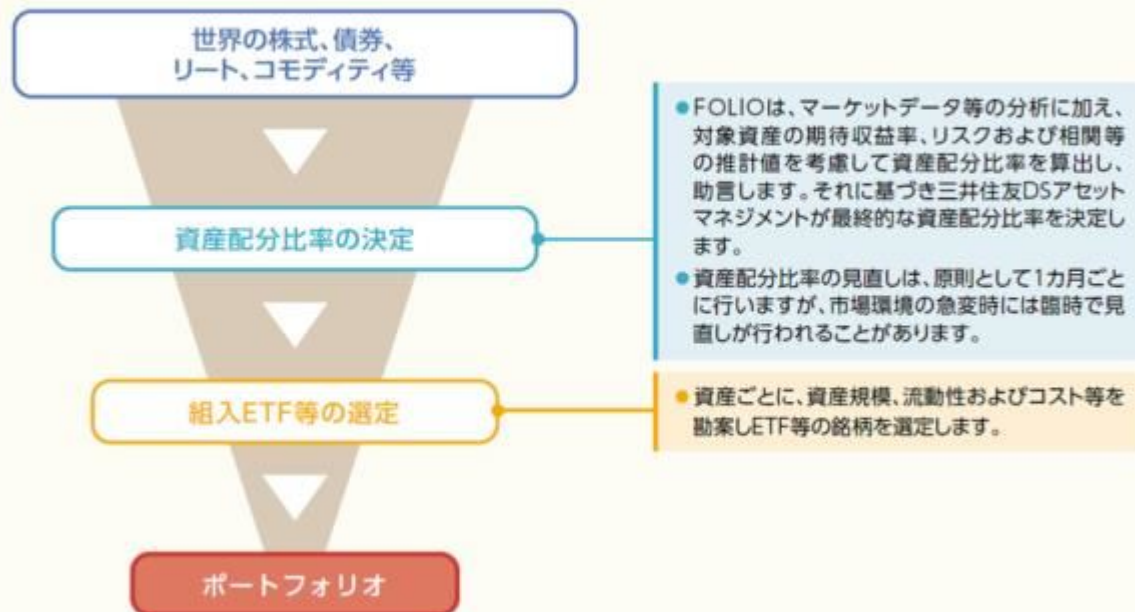 世界の株式、債券、
リート、コモディティ等
資産配分比率の決定
●FOLIOは、マーケットデータ等の分析に加え、
対象資産の期待収益率、リスクおよび相関等
の推計値を考慮して資産配分比率を算出し、
助言します。それに基づき三井住友DSアセット
マネジメントが最終的な資産配分比率を決定し
ます。
●資産配分比率の見直しは、原則として1カ月ごと
に行いますが、市場環境の急変時には臨時で見
直しが行われることがあります。
組入ETF等の選定
●資産ごとに、資産規模、流動性およびコスト等を
勘案しETF等の銘柄を選定します。
ポートフォリオ